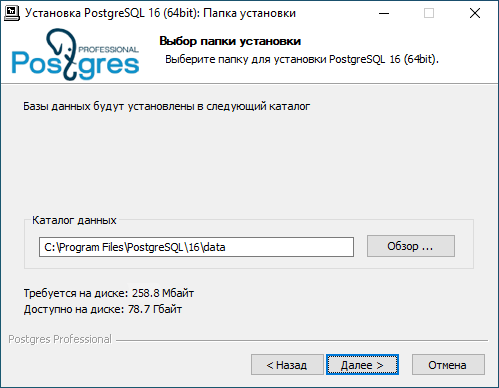 Установка PostgreSQL 16 (64bit): Папка установки
PROFESSIONAL
Postgres
Выбор папки установки
Выберите папку для установки PostgreSQL 16 (64bit).
Базы данных будут установлены в следующий каталог
Каталог данных
C:\Program Files\PostgreSQL\16\data
Обзор ...
Требуется на диске: 258.8 Мбайт
Доступно на диске: 78.7 Гбайт
Postgres Professional
< Назад
Далее >
Отмена